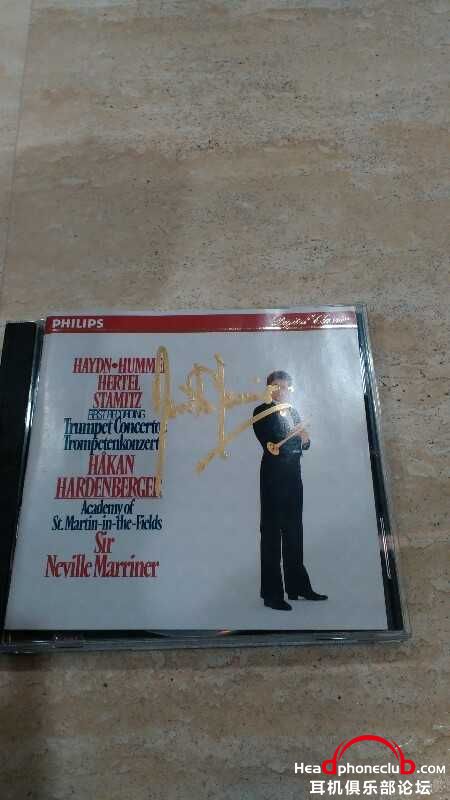 PHILIPS
Digital Classics
HAYDN•HUMMEL
HERTEL
STAMITZ
FIRST RECORDING
Trumpet Concertos
Trompetenkonzerte
HÅKAN
HARDENBERGER
Academy of
St. Martin-in-the-Fields
Sir
Neville Marriner
HeadphoneClub.com
耳机俱乐部论坛